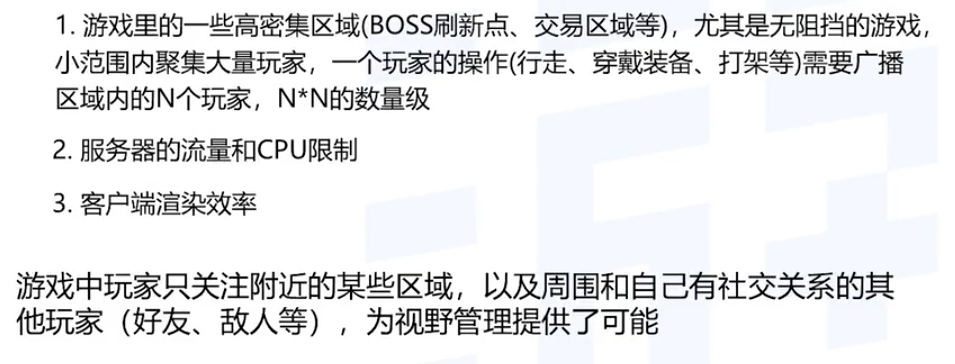 1. 游戏里的一些高密集区域(BOSS刷新点、交易区域等)，尤其是无阻挡的游戏，
小范围内聚集大量玩家，一个玩家的操作(行走、穿戴装备、打架等)需要广播
区域内的N个玩家，N*N的数量级
2. 服务器的流量和CPU限制
3. 客户端渲染效率
游戏中玩家只关注附近的某些区域，以及周围和自己有社交关系的其
他玩家（好友、敌人等），为视野管理提供了可能